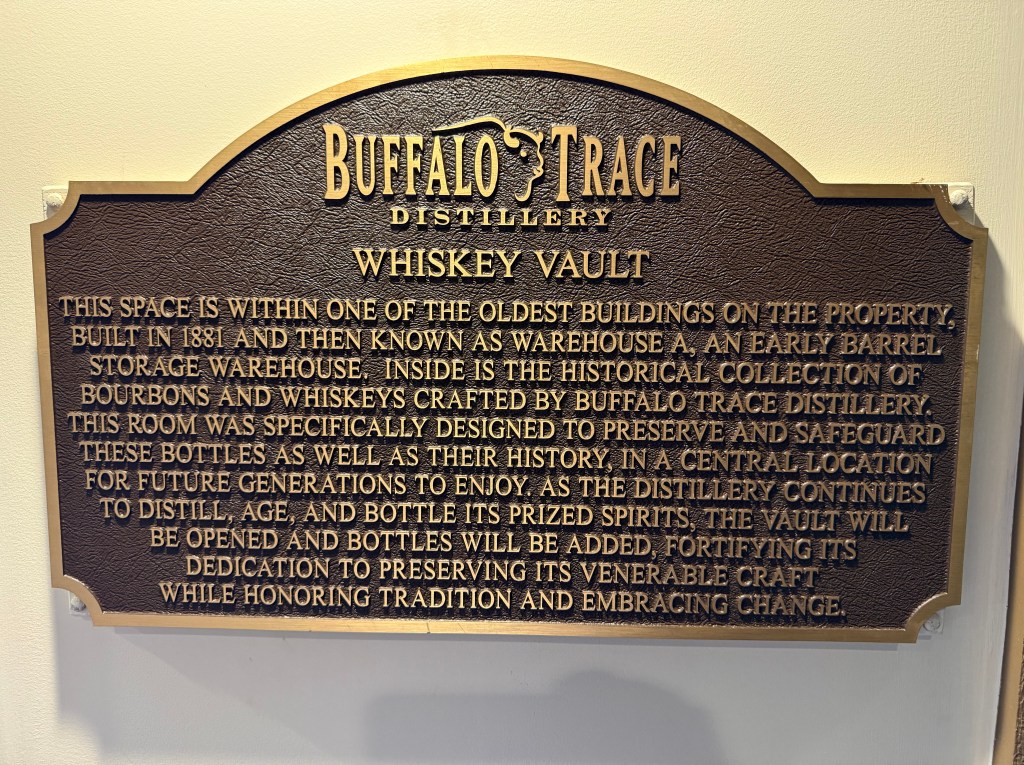 BUFFALO TRACE
DISTILLERY
WHISKEY VAULT
THIS SPACE IS WITHIN ONE OF THE OLDEST BUILDINGS ON THE PROPERTY,
BUILT IN 1881 AND THEN KNOWN AS WAREHOUSE A, AN EARLY BARREL
STORAGE WAREHOUSE. INSIDE IS THE HISTORICAL COLLECTION OF
BOURBONS AND WHISKEYS CRAFTED BY BUFFALO TRACE DISTILLERY.
THIS ROOM WAS SPECIFICALLY DESIGNED TO PRESERVE AND SAFEGUARD
THESE BOTTLES AS WELL AS THEIR HISTORY, IN A CENTRAL LOCATION
FOR FUTURE GENERATIONS TO ENJOY. AS THE DISTILLERY CONTINUES
TO DISTILL, AGE, AND BOTTLE ITS PRIZED SPIRITS, THE VAULT WILL
BE OPENED AND BOTTLES WILL BE ADDED, FORTIFYING ITS
DEDICATION TO PRESERVING ITS VENERABLE CRAFT
WHILE HONORING TRADITION AND EMBRACING CHANGE.